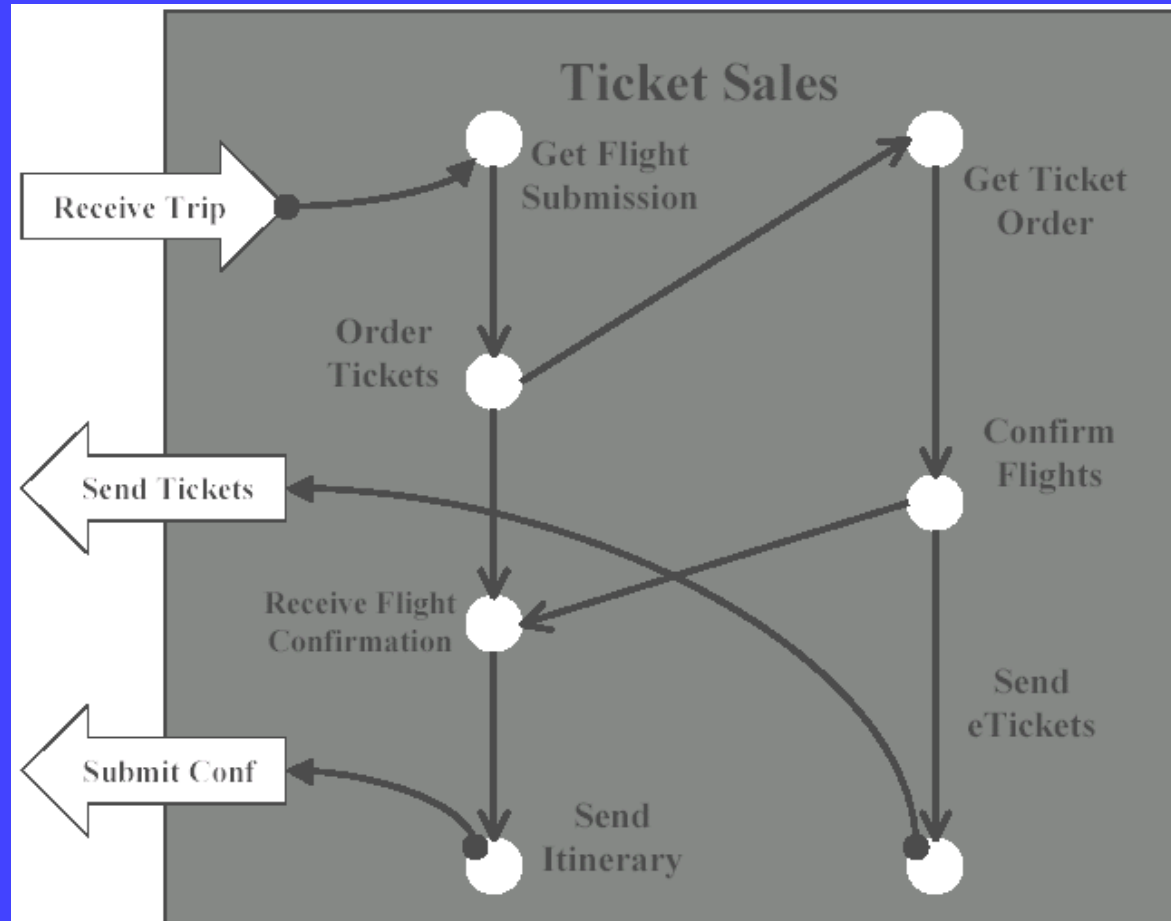 Ticket Sales
Receive Trip
Get Flight
Submission
Get Ticket
Order
Order
Tickets
Confirm
Flights
Send Tickets
Receive Flight
Confirmation
Send
eTickets
Submit Conf
Send
Itinerary